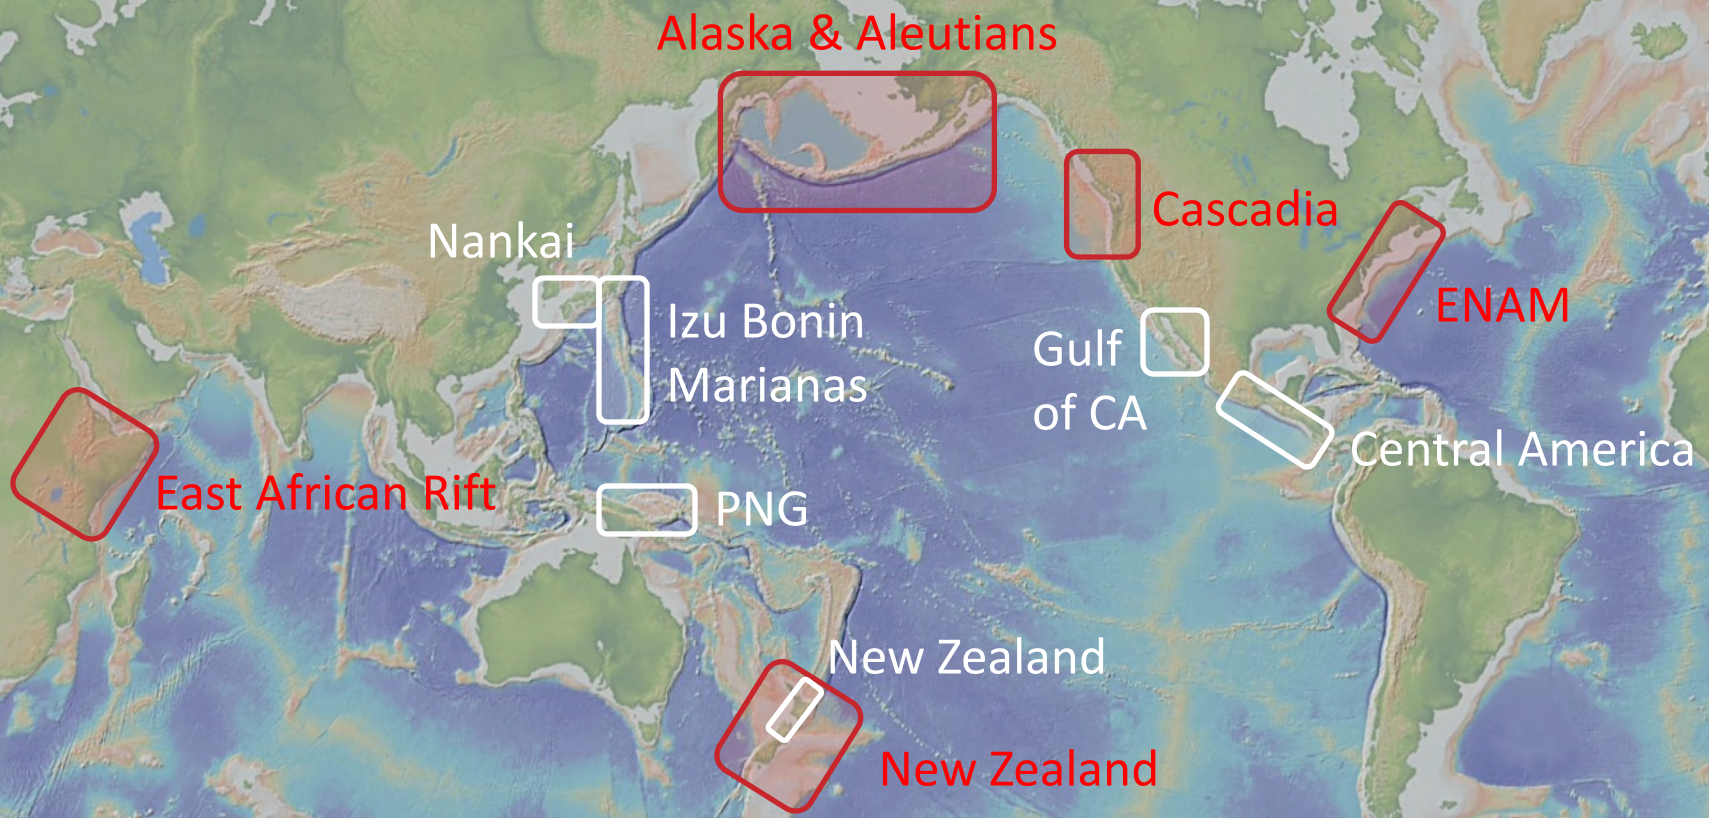 Alaska & Aleutians
Cascadia
Nankai
ENAM
Izu Bonin
Marianas
Gulf
of CA
Central America
East African Rift
PNG
New Zealand
New Zealand